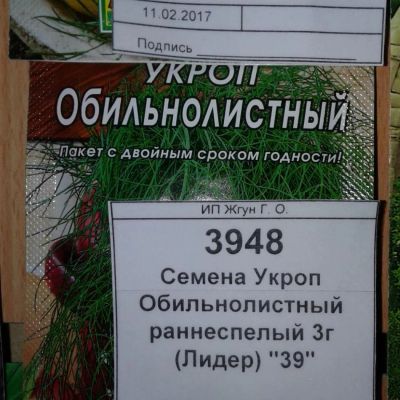 11.02.2017
Подпись
УКРОП
Обильнолистный
Пакет с двойным сроком годности!
ИП Жгун Г. О.
3948
Семена Укроп
Обильнолистный
раннеспелый 3г
(Лидер) "39"